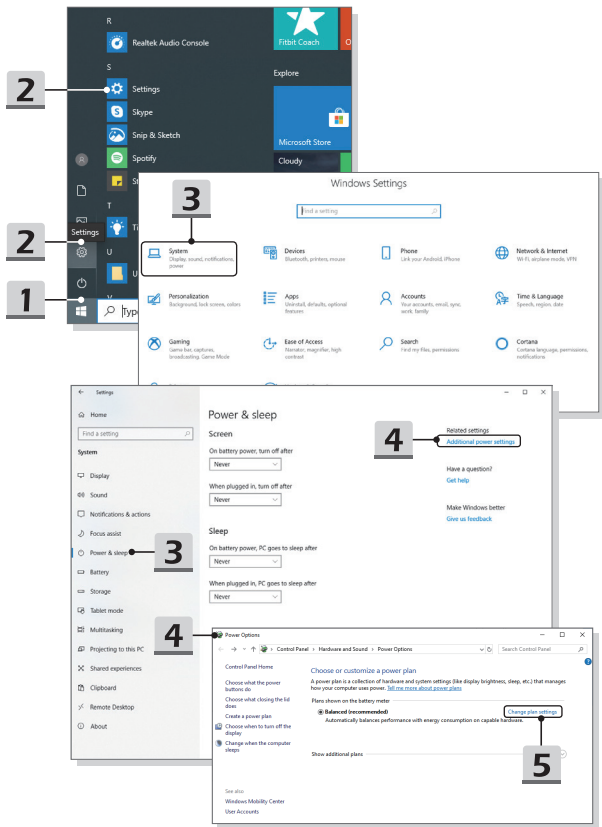 R
Realtek Audio Console
Fitbit Coach
O
S
Explore
2
Settings
Skype
Snip & Sketch
Microsoft Store
Spotify
Cloudy
T
2
Settings
U
U
V
1
Windows Settings
3
Find a setting
System
Display, sound, notifications,
power
Devices
Bluetooth, printers, mouse
Phone
Link your Android, iPhone
Network & Internet
Wi-Fi, airplane mode, VPN
Personalization
Background, lock screen, colors
Apps
Uninstall, defaults, optional
features
Accounts
Your accounts, email, sync,
work, family
Time & Language
Speech, region, date
Gaming
Game bar, captures,
broadcasting, Game Mode
Ease of Access
Narrator, magnifier, high
contrast
Search
Find my files, permissions
Cortana
Cortana language, permissions,
notifications
Settings
Home
Find a setting
System
Display
Sound
Notifications & actions
Focus assist
Power & sleep
3
Battery
Storage
Tablet mode
Multitasking
Projecting to this PC
Shared experiences
Clipboard
Remote Desktop
About
Power & sleep
Screen
On battery power, turn off after
Never
When plugged in, turn off after
Never
Sleep
On battery power, PC goes to sleep after
Never
When plugged in, PC goes to sleep after
Never
4
Related settings
Additional power settings
Have a question?
Get help
Make Windows better
Give us feedback
4
Power Options
Control Panel > Hardware and Sound > Power Options
Search Control Panel
Control Panel Home
Choose what the power
buttons do
Choose what closing the lid
does
Create a power plan
Choose when to turn off the
display
Change when the computer
sleeps
See also
Windows Mobility Center
User Accounts
Choose or customize a power plan
A power plan is a collection of hardware and system settings (like display brightness, sleep, etc.) that manages
how your computer uses power. Tell me more about power plans
Plans shown on the battery meter
Balanced (recommended)
Change plan settings
Automatically balances performance with energy consumption on capable hardware.
Show additional plans
5